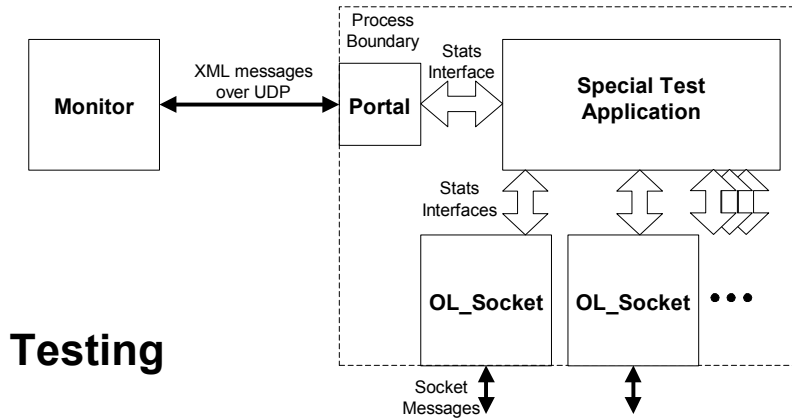 Process
Boundary
XML messages
over UDP
Stats
Interface
Monitor
Portal
Special Test
Application
Stats
Interfaces
OL_Socket
OL_Socket
Testing
Socket
Messages